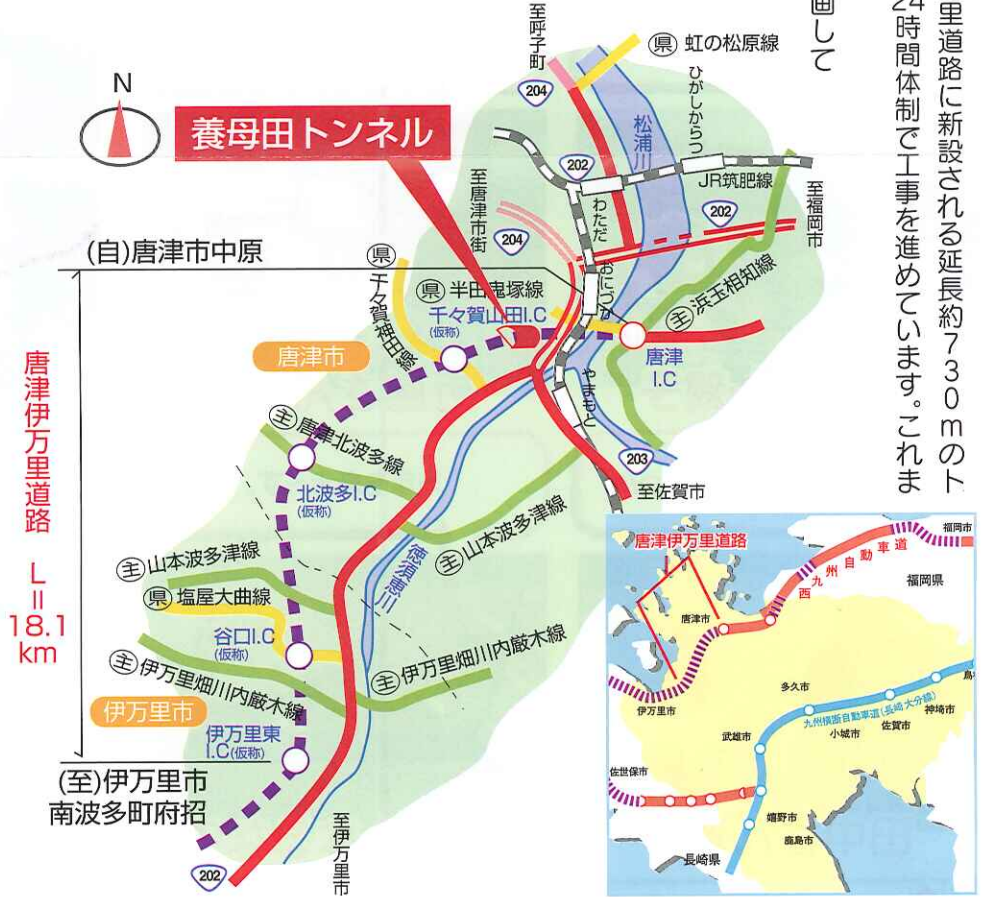 里道路に新設される延長約７３０ｍのト
24時間体制で工事を進めています。これま
画して
N
養母田トンネル
至呼子町
204
県 虹の松原線
ひがしからつ
松浦川
202
JR筑肥線
至福岡市
わただ
202
至唐津市街
204
(自)唐津市中原
県 千々賀神田線
県 半田鬼塚線
おにづか
主 浜玉相知線
千々賀山田I.C
(仮称)
唐津市
唐津
I.C
やまもと
唐津伊万里道路 L=18.1km
主 唐津北波多線
203
北波多I.C
(仮称)
至佐賀市
主 山本波多津線
主 山本波多津線
徳須恵川
県 塩屋大曲線
谷口I.C
(仮称)
主 伊万里畑川内厳木線
主 伊万里畑川内厳木線
伊万里市
伊万里東
I.C(仮称)
(至)伊万里市
南波多町府招
202
至伊万里市
唐津伊万里道路
福岡市
西九州自動車道
福岡県
唐津市
伊万里市
多久市
九州横断自動車道(長崎大分線)
神埼市
佐賀市
小城市
武雄市
佐世保市
嬉野市
鹿島市
長崎県